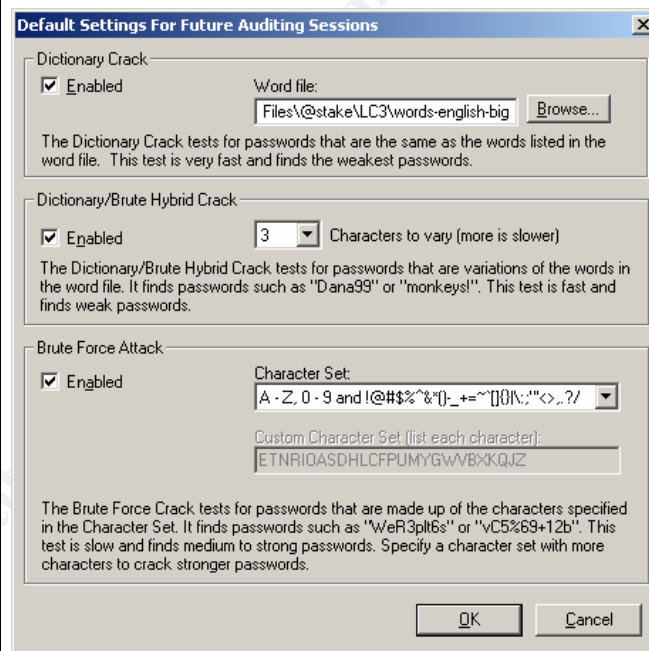 Default Settings For Future Auditing Sessions
Dictionary Crack
Enabled
Word file:
Files\@stake\LC3\words-english-big
Browse...
The Dictionary Crack tests for passwords that are the same as the words listed in the
word file. This test is very fast and finds the weakest passwords.
Dictionary/Brute Hybrid Crack
Enabled
3
Characters to vary (more is slower)
The Dictionary/Brute Hybrid Crack tests for passwords that are variations of the words in
the word file. It finds passwords such as "Dana99" or "monkeys!". This test is fast and
finds weak passwords.
Brute Force Attack
Enabled
Character Set:
A - Z, 0 - 9 and !@#$%^&*()-_+=~`[]{}|\:;'"<>,.?/
Custom Character Set (list each character):
ETNRIOASDHLCFPUMYGWVBXKQJZ
The Brute Force Crack tests for passwords that are made up of the characters specified
in the Character Set. It finds passwords such as "WeR3plt6s" or "vC5%69+12b". This
test is slow and finds medium to strong passwords. Specify a character set with more
characters to crack stronger passwords.
OK
Cancel